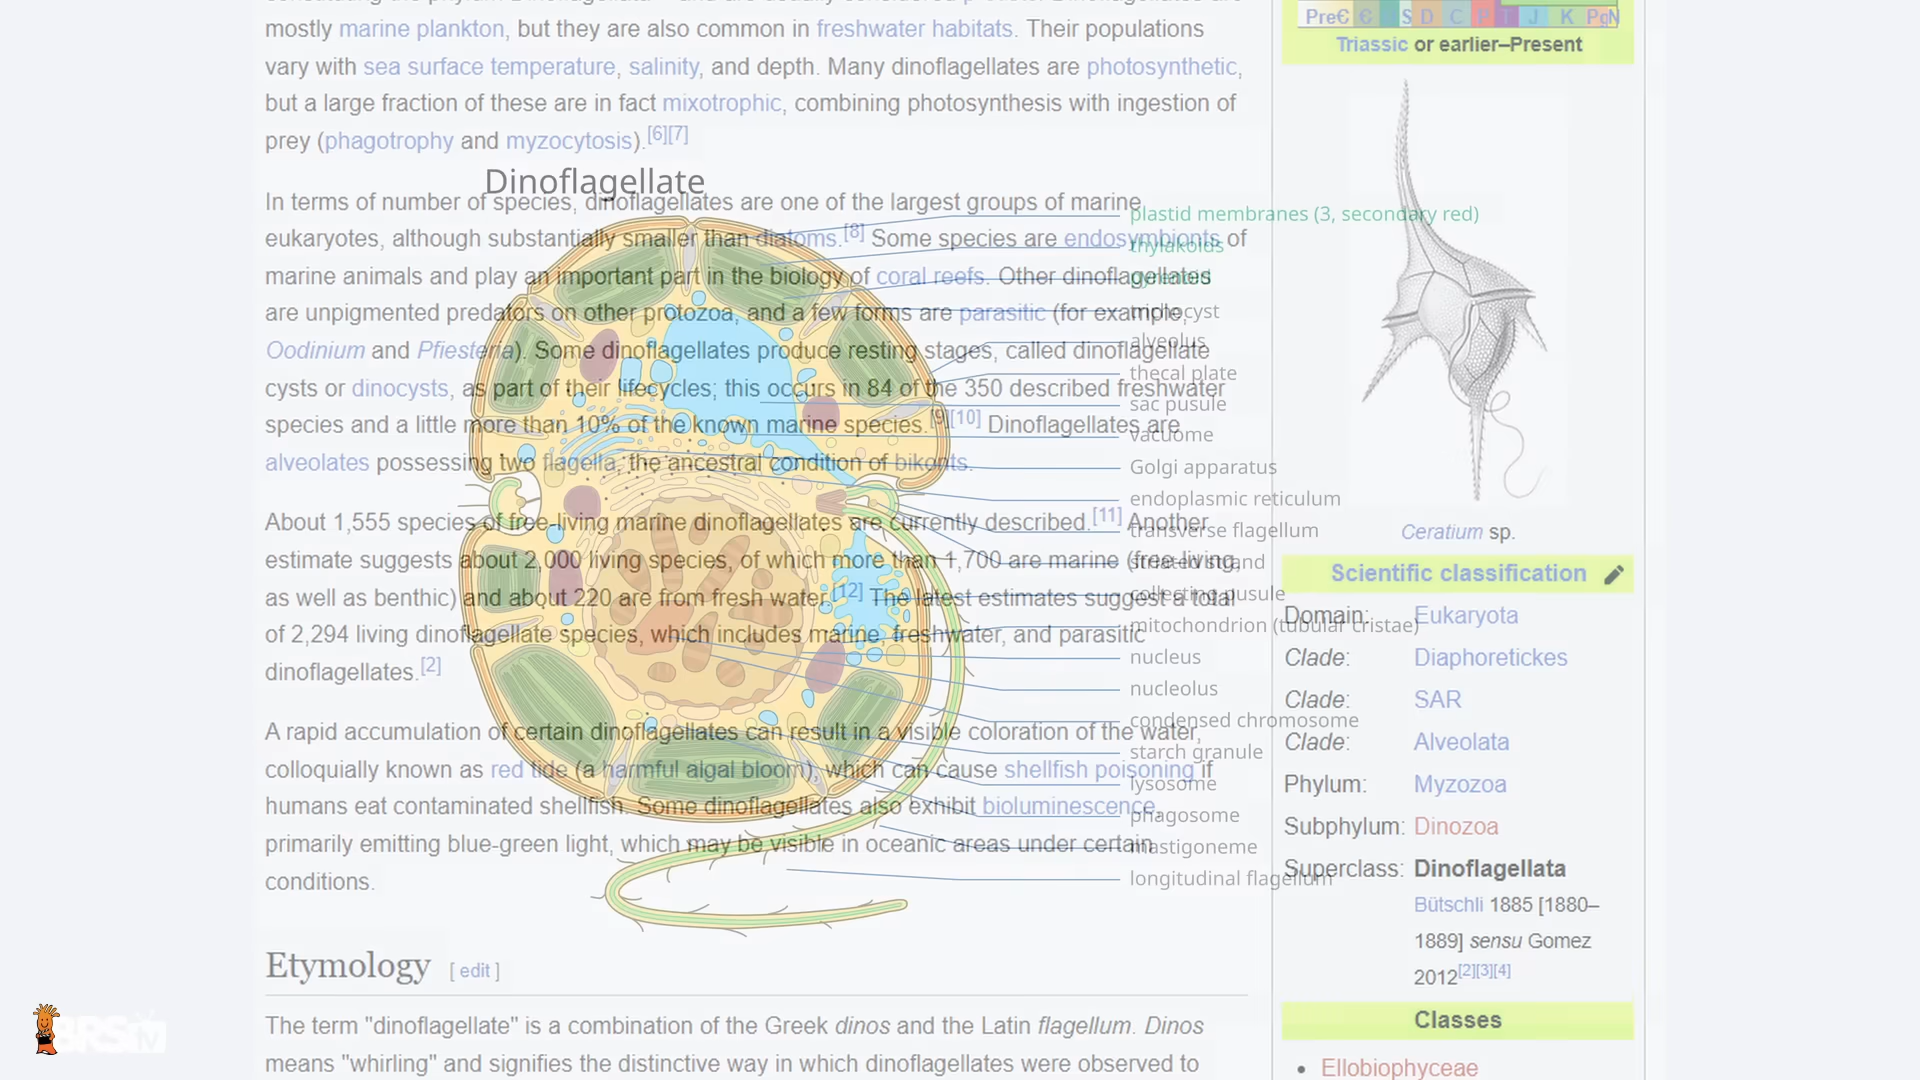 mostly marine plankton, but they are also common in freshwater habitats. Their populations
vary with sea surface temperature, salinity, and depth. Many dinoflagellates are photosynthetic,
but a large fraction of these are in fact mixotrophic, combining photosynthesis with ingestion of
prey (phagotrophy and myzocytosis).[6][7]
Dinoflagellate
In terms of number of species, dinoflagellates are one of the largest groups of marine
eukaryotes, although substantially smaller than diatoms.[8] Some species are endosymbionts of
marine animals and play an important part in the biology of coral reefs. Other dinoflagellates
are unpigmented predators on other protozoa, and a few forms are parasitic (for example,
Oodinium and Pfiesteria). Some dinoflagellates produce resting stages, called dinoflagellate
cysts or dinocysts, as part of their lifecycles; this occurs in 84 of the 350 described freshwater
species and a little more than 10% of the known marine species.[9][10] Dinoflagellates are
alveolates possessing two flagella, the ancestral condition of bikonts.
About 1,555 species of free-living marine dinoflagellates are currently described.[11] Another
estimate suggests about 2,000 living species, of which more than 1,700 are marine (free-living,
as well as benthic) and about 220 are from fresh water.[12] The latest estimates suggest a total
of 2,294 living dinoflagellate species, which includes marine, freshwater, and parasitic
dinoflagellates.[2]
A rapid accumulation of certain dinoflagellates can result in a visible coloration of the water,
colloquially known as red tide (a harmful algal bloom), which can cause shellfish poisoning if
humans eat contaminated shellfish. Some dinoflagellates also exhibit bioluminescence,
primarily emitting blue-green light, which may be visible in oceanic areas under certain
conditions.
Etymology [ edit ]
The term "dinoflagellate" is a combination of the Greek dinos and the Latin flagellum. Dinos
means "whirling" and signifies the distinctive way in which dinoflagellates were observed to
plastid membranes (3, secondary red)
thylakoids
pyrenoid
trichocyst
alveolus
thecal plate
sac pusule
vacuome
Golgi apparatus
endoplasmic reticulum
transverse flagellum
striated strand
collecting pusule
mitochondrion (tubular cristae)
nucleus
nucleolus
condensed chromosome
starch granule
lysosome
phagosome
mastigoneme
longitudinal flagellum
PreЄ Є S D C P T J K PgN
Triassic or earlier–Present
Ceratium sp.
Scientific classification
Domain: Eukaryota
Clade: Diaphoretickes
Clade: SAR
Clade: Alveolata
Phylum: Myzozoa
Subphylum: Dinozoa
Superclass: Dinoflagellata
Bütschli 1885 [1880–
1889] sensu Gomez
2012[2][3][4]
Classes
• Ellobiophyceae
BRStv